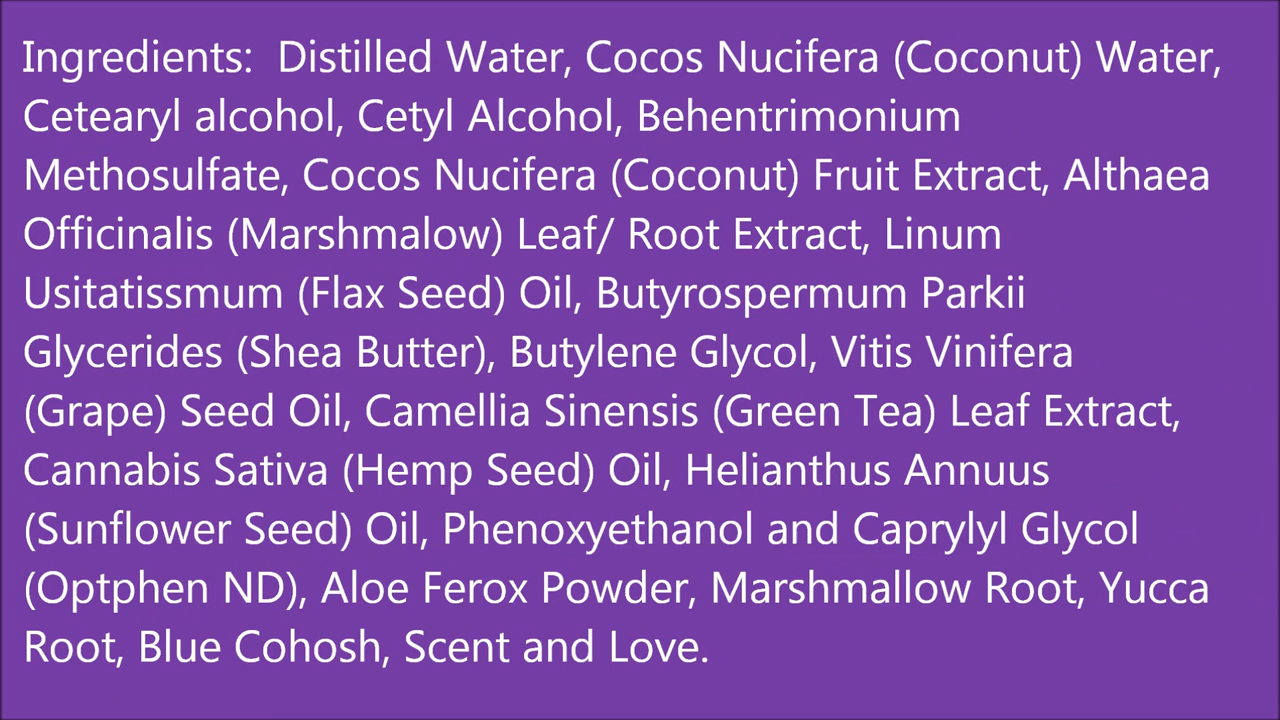 Ingredients:  Distilled Water, Cocos Nucifera (Coconut) Water,
Cetearyl alcohol, Cetyl Alcohol, Behentrimonium
Methosulfate, Cocos Nucifera (Coconut) Fruit Extract, Althaea
Officinalis (Marshmalow) Leaf/ Root Extract, Linum
Usitatissmum (Flax Seed) Oil, Butyrospermum Parkii
Glycerides (Shea Butter), Butylene Glycol, Vitis Vinifera
(Grape) Seed Oil, Camellia Sinensis (Green Tea) Leaf Extract,
Cannabis Sativa (Hemp Seed) Oil, Helianthus Annuus
(Sunflower Seed) Oil, Phenoxyethanol and Caprylyl Glycol
(Optphen ND), Aloe Ferox Powder, Marshmallow Root, Yucca
Root, Blue Cohosh, Scent and Love.